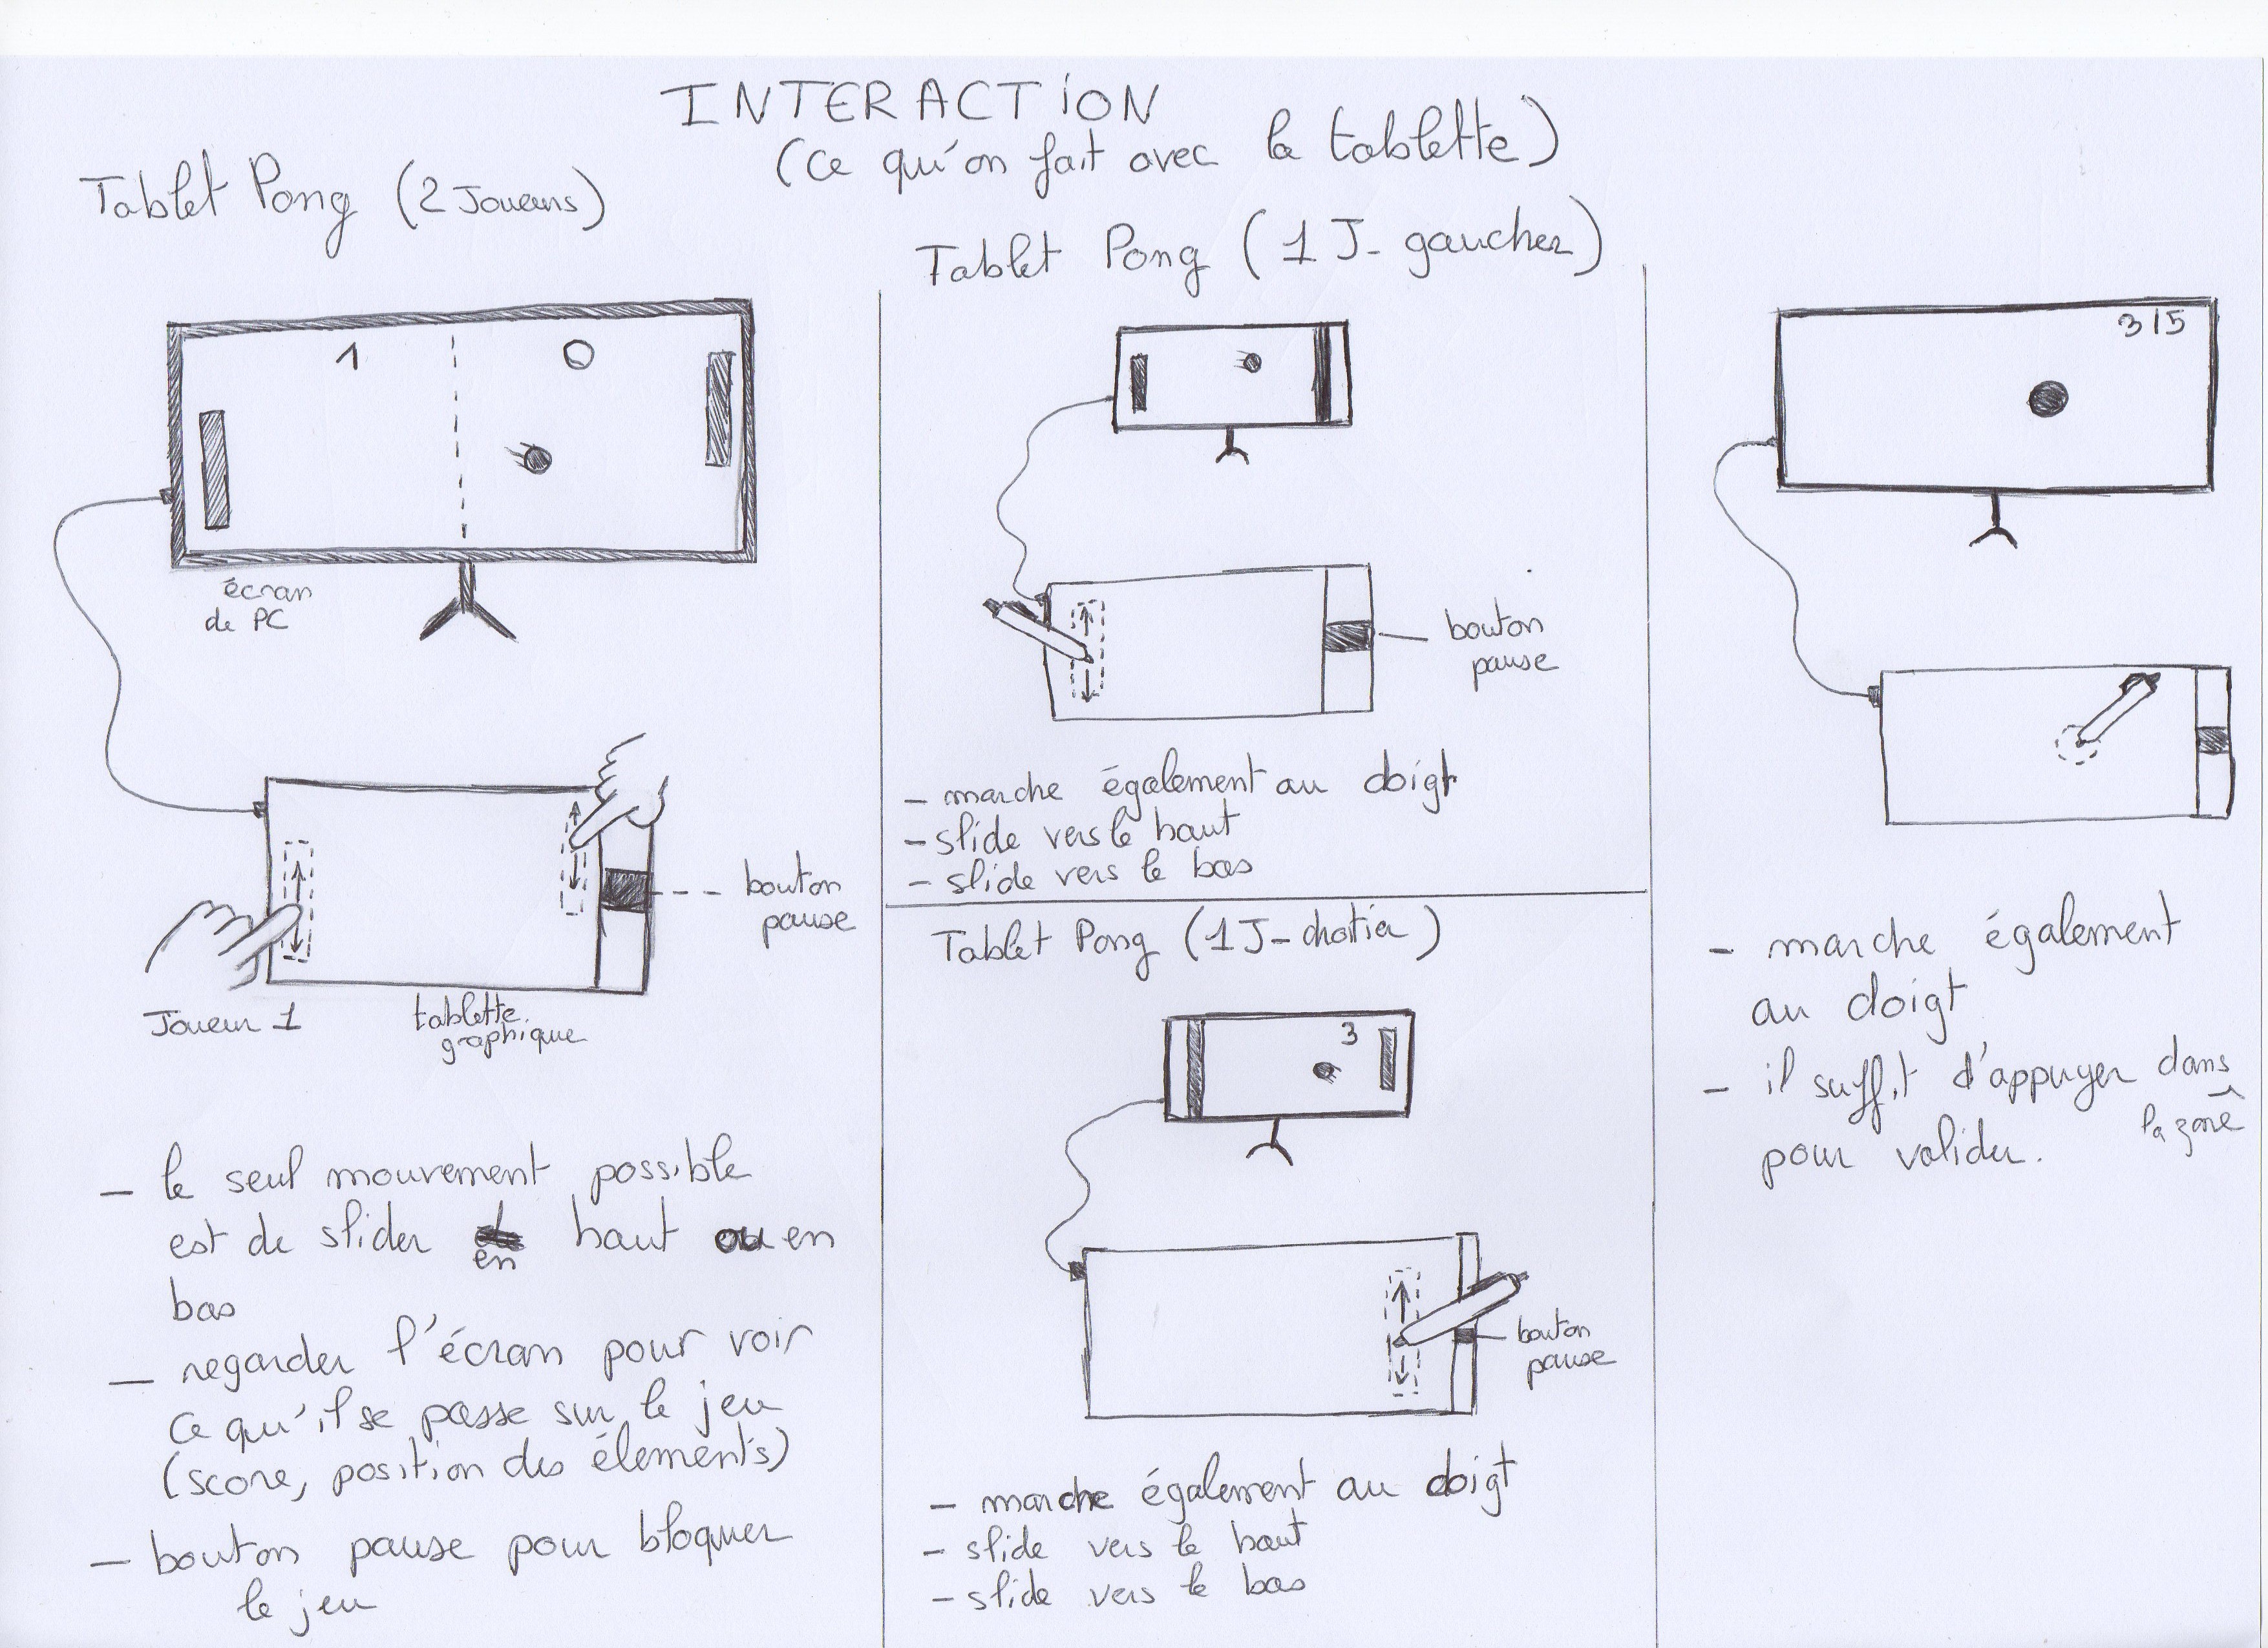 INTERACTiON
(ce qu'on fait avec la tablette)
Tablet Pong (2 Joueurs)
1
0
écran
de PC
bouton
pause
Joueur 1
tablette
graphique
- le seul mouvement possible
est de slider en haut ou en
bas
- regarder l'écran pour voir
ce qu'il se passe sur le jeu
(score, position des élements)
- bouton pause pour bloquer
le jeu
Tablet Pong (1 J- gaucher)
bouton
pause
- marche également au doigt
- slide vers le haut
- slide vers le bas
Tablet Pong (1 J- droitier)
3
bouton
pause
- marche également au doigt
- slide vers le haut
- slide vers le bas
3/5
- marche également
au doigt
- il suffit d'appuyer dans
la zone
pour valider.